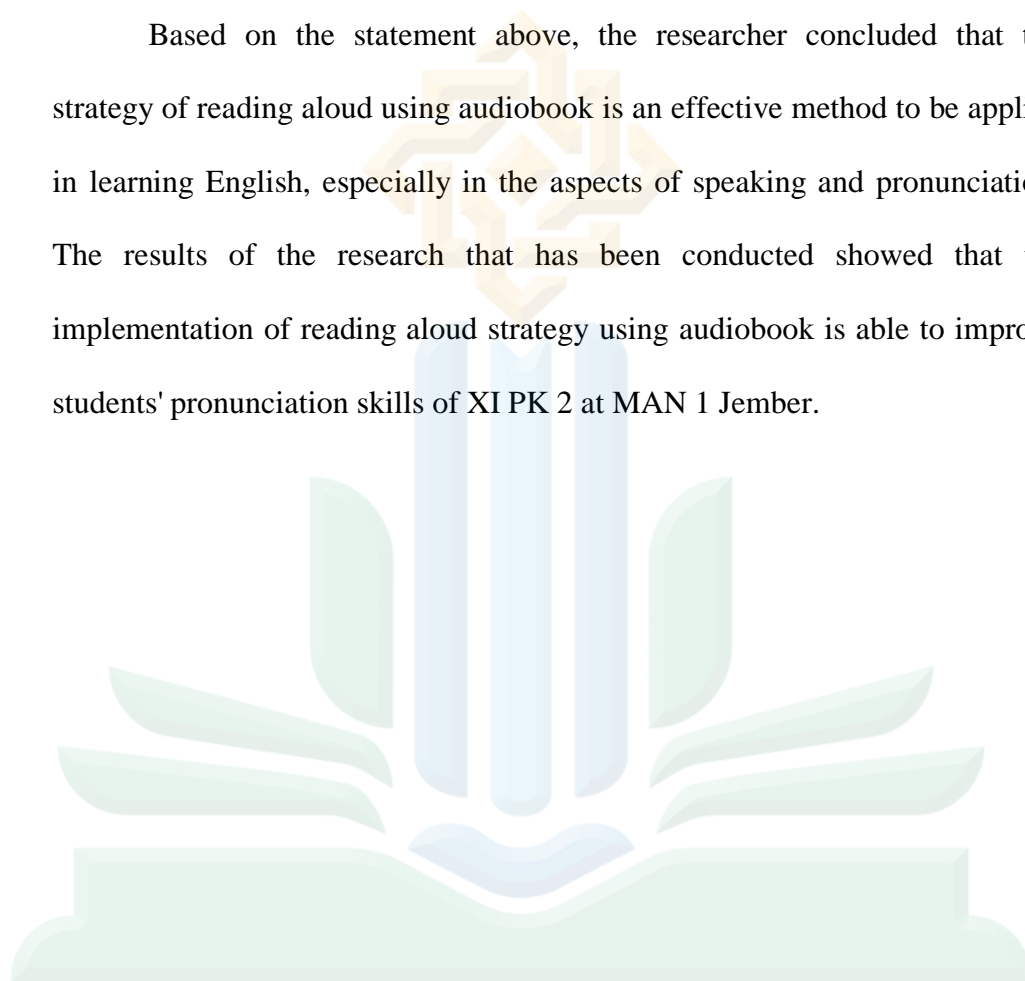 Based on the statement above, the researcher concluded that
strategy of reading aloud using audiobook is an effective method to be
in learning English, especially in the aspects of speaking and
The results of the research that has been conducted showed that
implementation of reading aloud strategy using audiobook is able to
students' pronunciation skills of XI PK 2 at MAN 1 Jember.